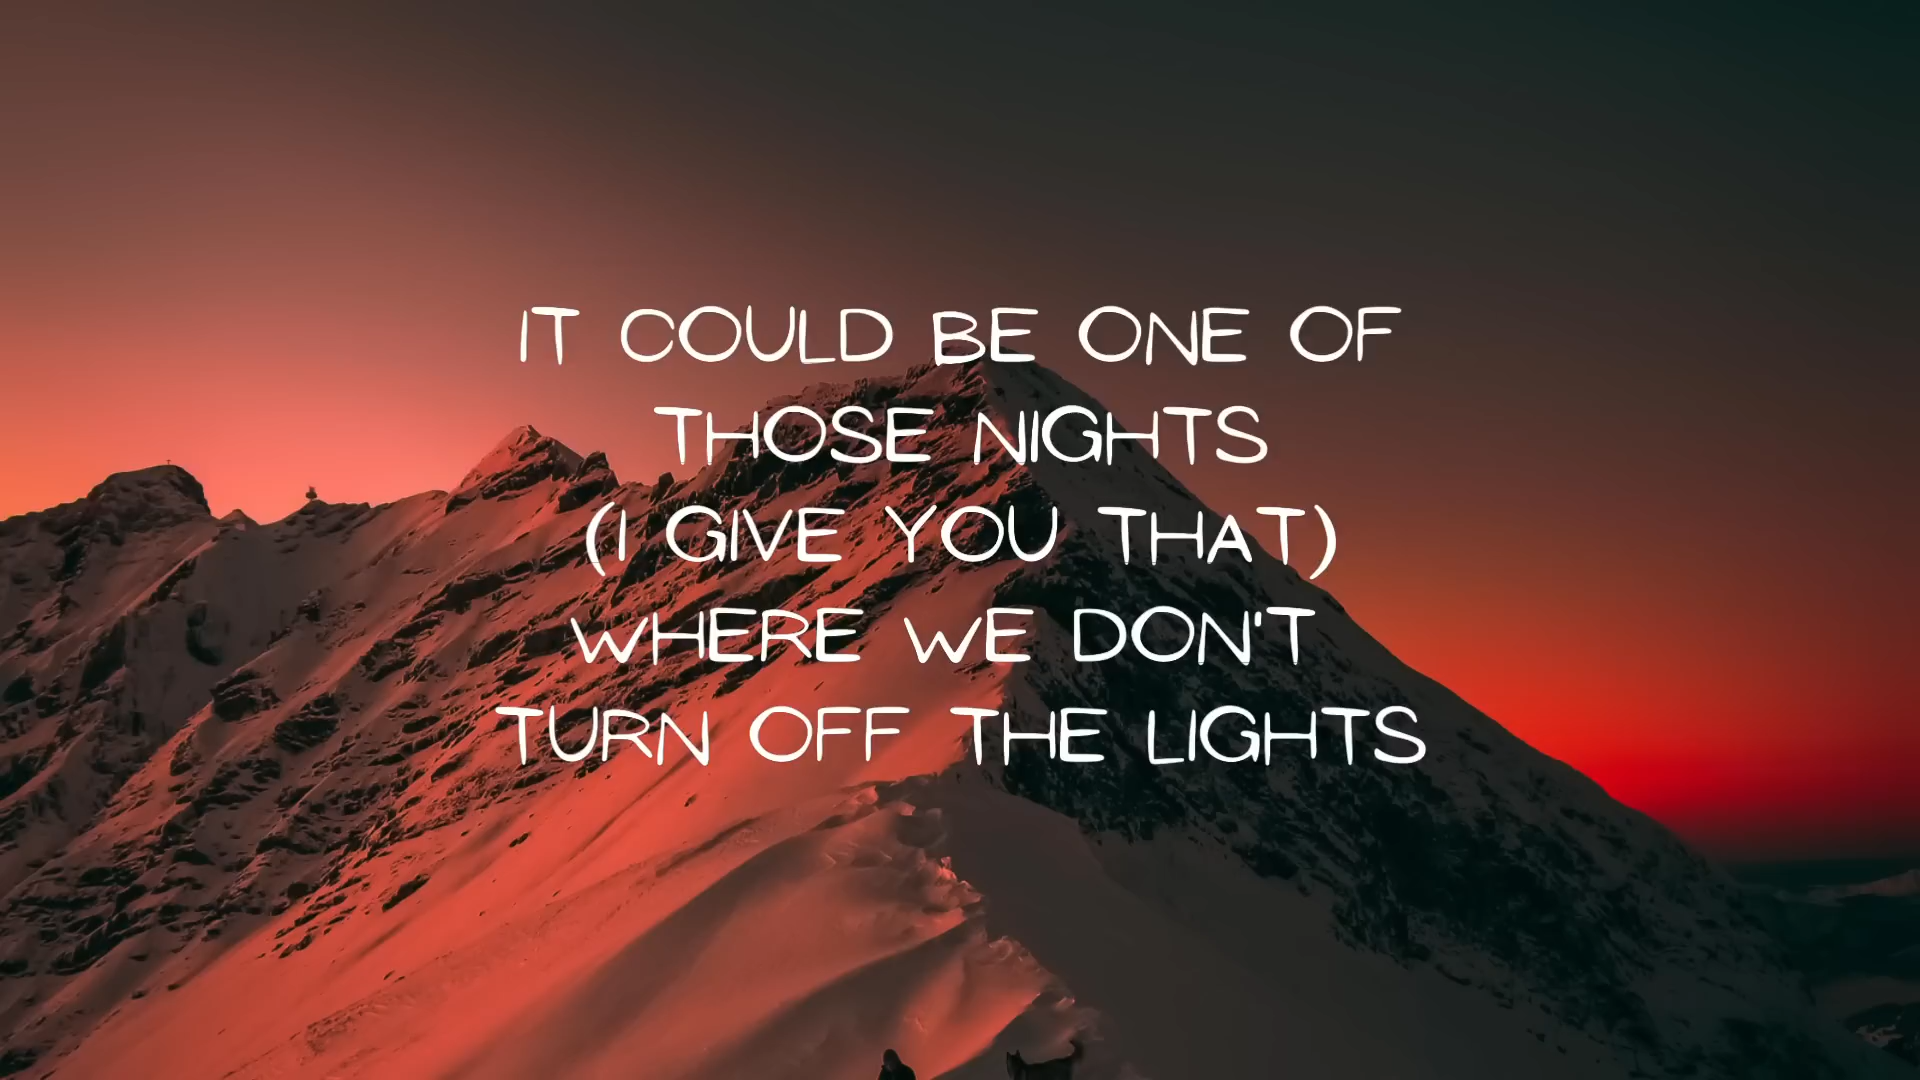 IT COULD BE ONE OF
THOSE NIGHTS
(I GIVE YOU THAT)
WHERE WE DON'T
TURN OFF THE LIGHTS